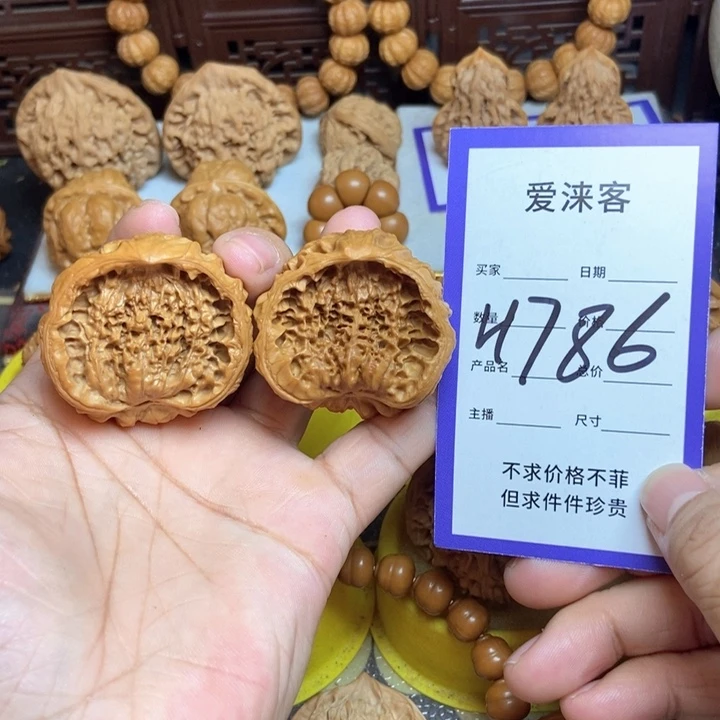 爱涞客
买家 日期
数量 价格
4786
产品名 总价
主播 尺寸
不求价格不菲
但求件件珍贵